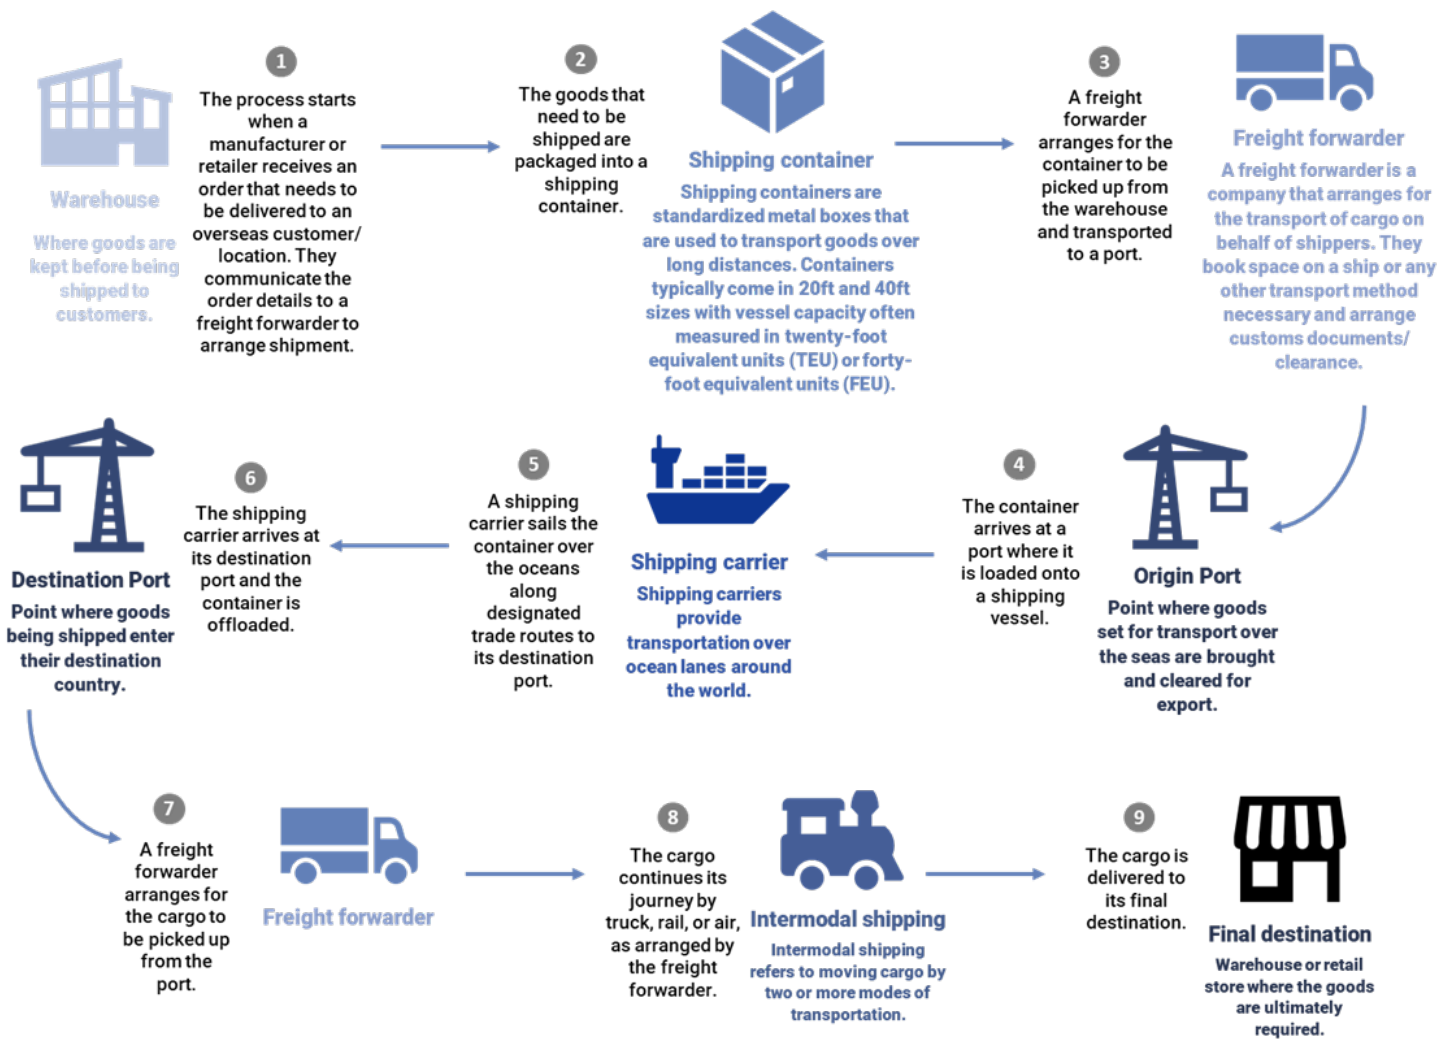 Warehouse
Where goods are
kept before being
shipped to
customers.
1
The process starts
when a
manufacturer or
retailer receives an
order that needs to
be delivered to an
overseas customer/
location. They
communicate the
order details to a
freight forwarder to
arrange shipment.
2
The goods that
need to be
shipped are
packaged into a
shipping
container.
Shipping container
Shipping containers are
standardized metal boxes that
are used to transport goods over
long distances. Containers
typically come in 20ft and 40ft
sizes with vessel capacity often
measured in twenty-foot
equivalent units (TEU) or forty-
foot equivalent units (FEU).
3
A freight
forwarder
arranges for the
container to be
picked up from
the warehouse
and transported
to a port.
Freight forwarder
A freight forwarder is a
company that arranges for
the transport of cargo on
behalf of shippers. They
book space on a ship or any
other transport method
necessary and arrange
customs documents/
clearance.
4
The container
arrives at a
port where it
is loaded onto
a shipping
vessel.
Origin Port
Point where goods
set for transport over
the seas are brought
and cleared for
export.
5
A shipping
carrier sails the
container over
the oceans
along
designated
trade routes to
its destination
port.
Shipping carrier
Shipping carriers
provide
transportation over
ocean lanes around
the world.
6
The shipping
carrier arrives at
its destination
port and the
container is
offloaded.
Destination Port
Point where goods
being shipped enter
their destination
country.
7
A freight
forwarder
arranges for
the cargo to
be picked up
from the
port.
Freight forwarder
8
The cargo
continues its
journey by
truck, rail, or air,
as arranged by
the freight
forwarder.
Intermodal shipping
Intermodal shipping
refers to moving cargo by
two or more modes of
transportation.
9
The cargo is
delivered to
its final
destination.
Final destination
Warehouse or retail
store where the goods
are ultimately
required.